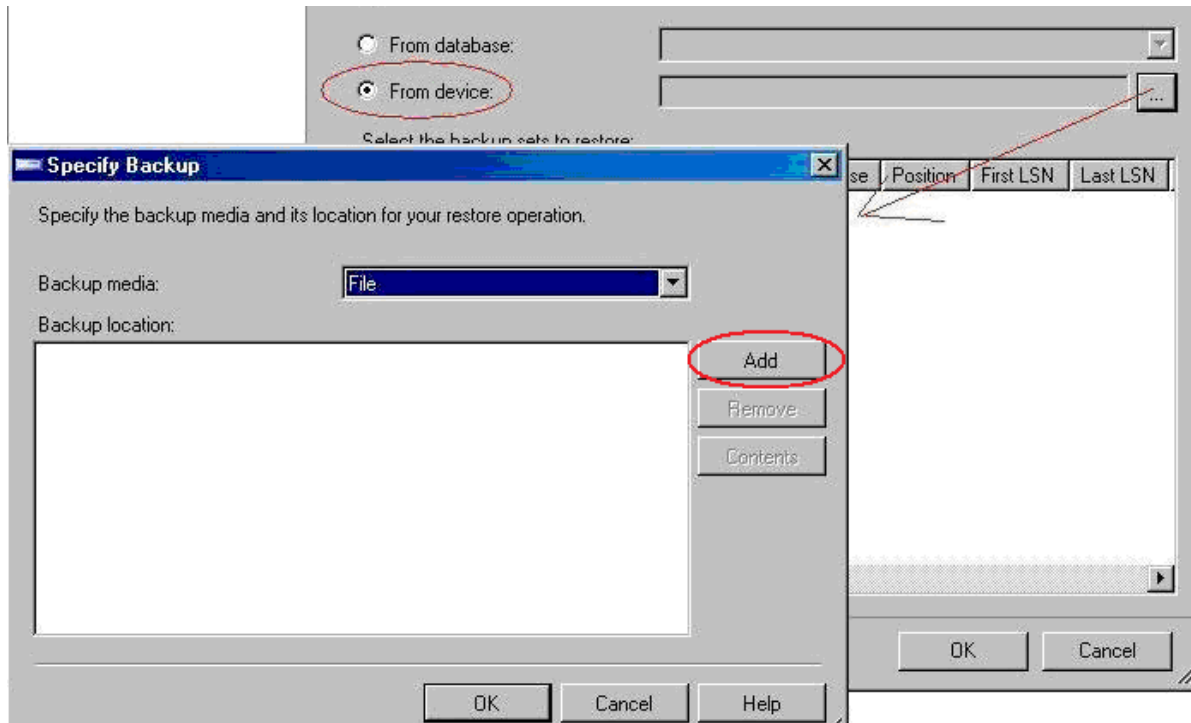 From database:
From device:
...
Select the backup sets to restore:
Specify Backup
se Position First LSN Last LSN
Specify the backup media and its location for your restore operation.
Backup media:
File
Backup location:
Add
Remove
Contents
OK Cancel
OK Cancel Help